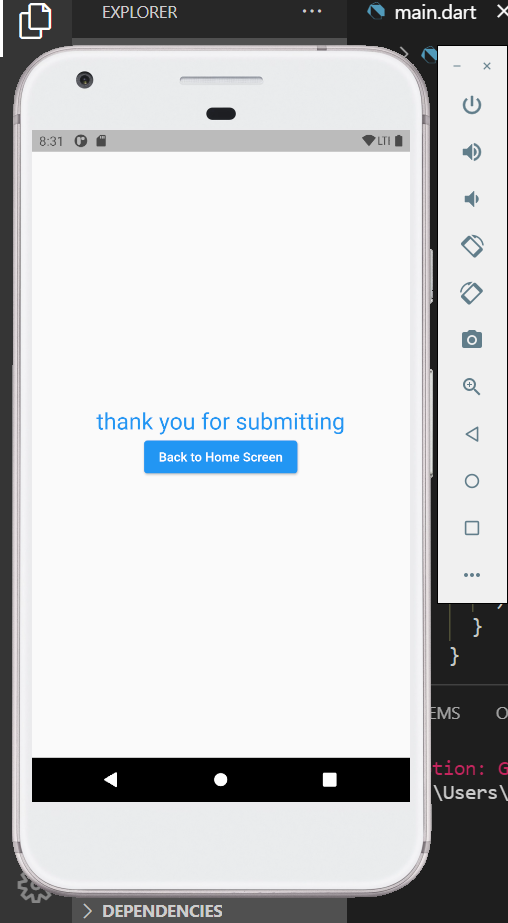 EXPLORER
main.dart
8:31
LTE
thank you for submitting
Back to Home Screen
}
}
EMS
O
tion: G
\Users\
DEPENDENCIES